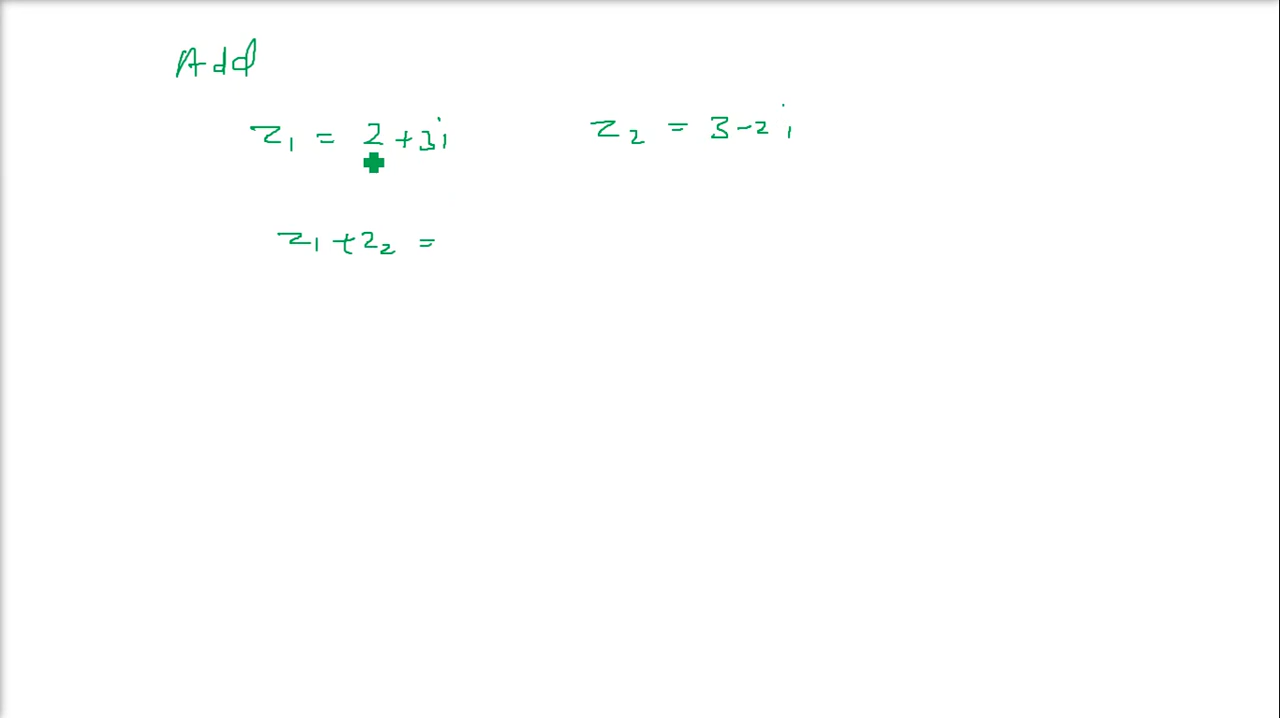 Add
z₁ = 2 + 3i z₂ = 3 - 2i
z₁ + z₂ =